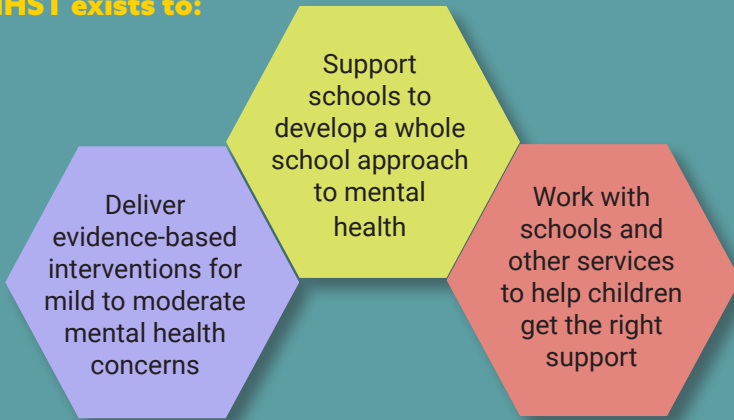 exists to:
Deliver
evidence-based
interventions for
mild to moderate
mental health
concerns
Support
schools to
develop a whole
school approach
to mental
health
Work with
schools and
other services
to help children
get the right
support